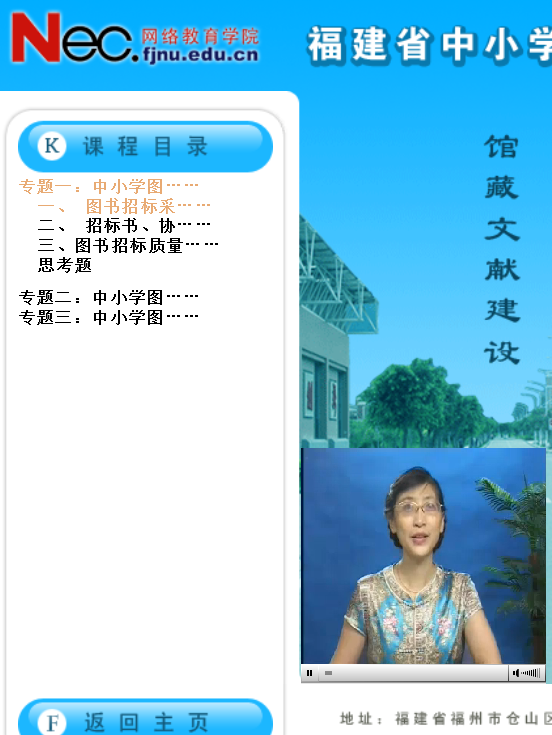 Nec. 网络教育学院
fjnu.edu.cn
福建省中小学
K 课程目录
专题一：中小学图……
一、 图书招标采……
二、 招标书、协……
三、图书招标质量……
思考题
专题二：中小学图……
专题三：中小学图……
馆藏文献建设
F 返回主页
地址：福建省福州市仓山区